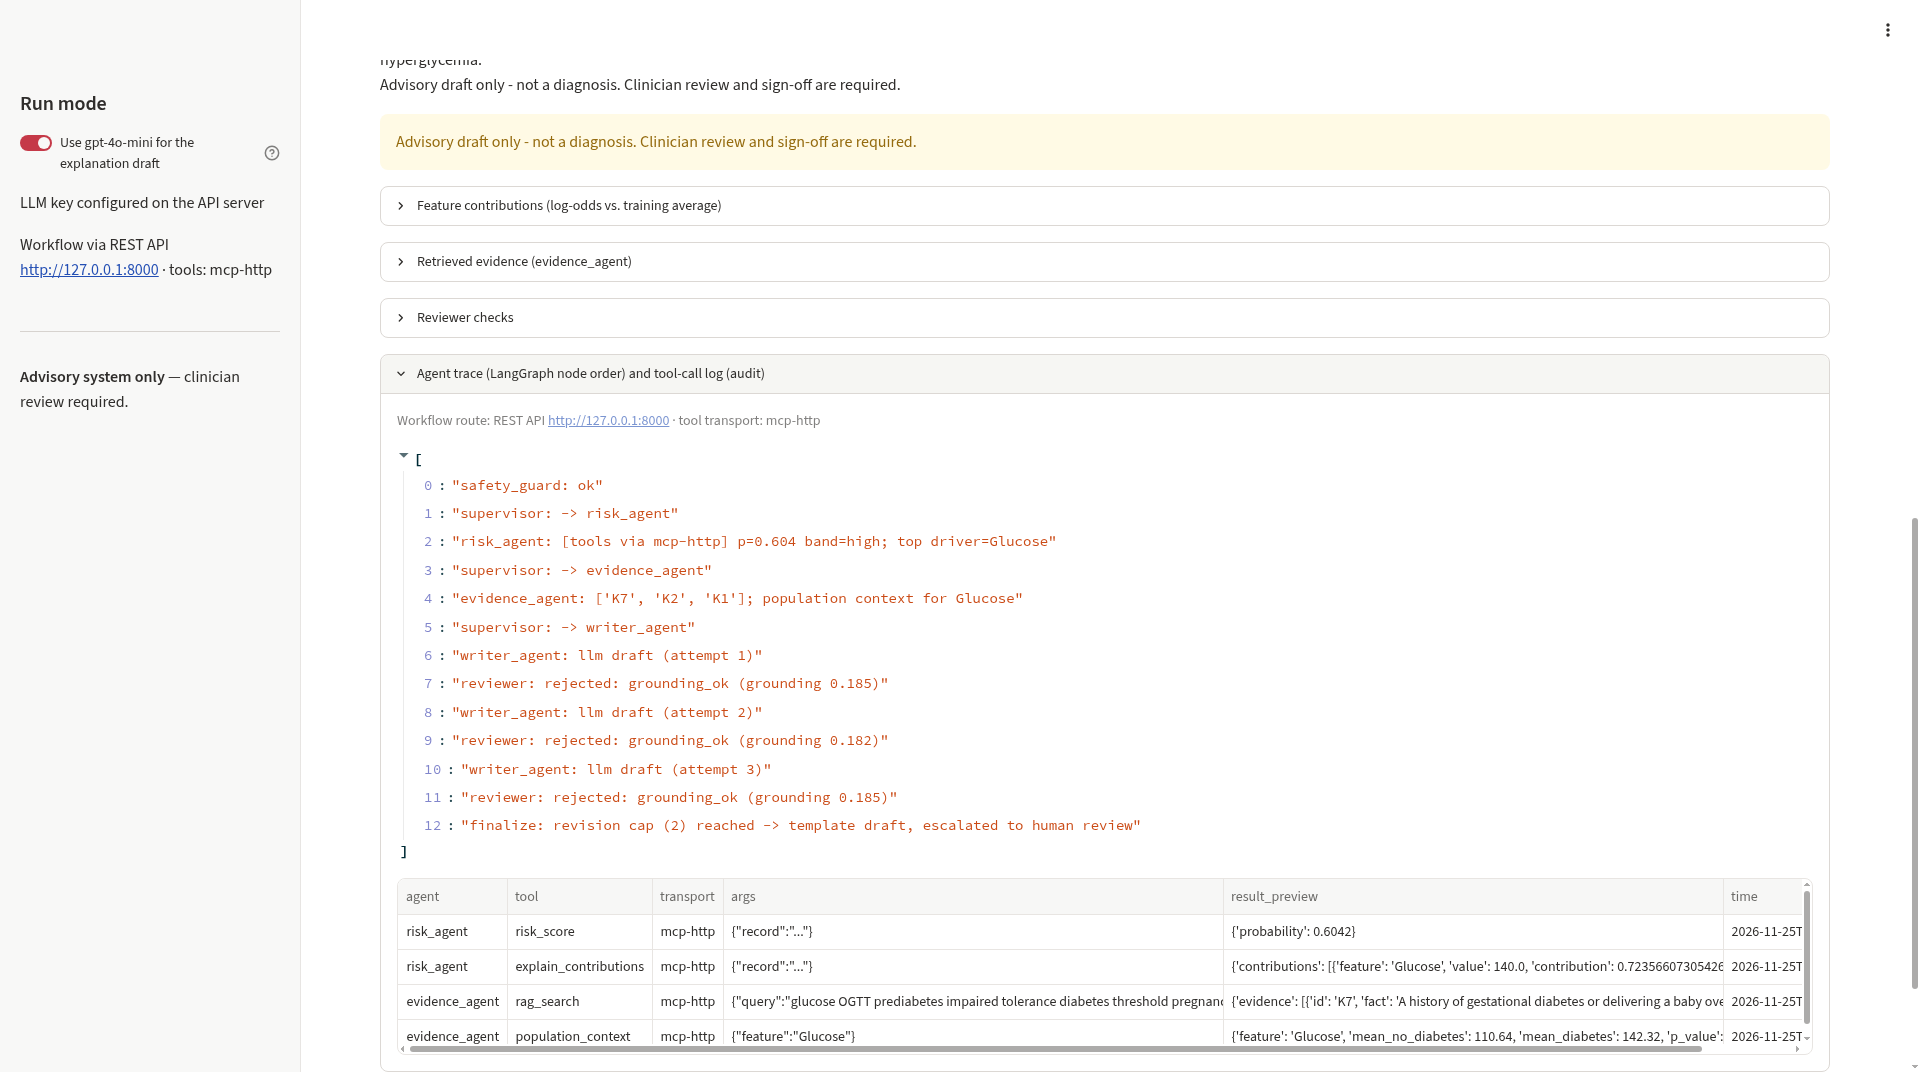 Run mode
Use gpt-4o-mini for the
explanation draft
LLM key configured on the API server
Workflow via REST API
http://127.0.0.1:8000 · tools: mcp-http
Advisory system only — clinician
review required.
hyperglycemia.
Advisory draft only - not a diagnosis. Clinician review and sign-off are required.
Advisory draft only - not a diagnosis. Clinician review and sign-off are required.
Feature contributions (log-odds vs. training average)
Retrieved evidence (evidence_agent)
Reviewer checks
Agent trace (LangGraph node order) and tool-call log (audit)
Workflow route: REST API http://127.0.0.1:8000 · tool transport: mcp-http
[
0 : "safety_guard: ok"
1 : "supervisor: -> risk_agent"
2 : "risk_agent: [tools via mcp-http] p=0.604 band=high; top driver=Glucose"
3 : "supervisor: -> evidence_agent"
4 : "evidence_agent: ['K7', 'K2', 'K1']; population context for Glucose"
5 : "supervisor: -> writer_agent"
6 : "writer_agent: llm draft (attempt 1)"
7 : "reviewer: rejected: grounding_ok (grounding 0.185)"
8 : "writer_agent: llm draft (attempt 2)"
9 : "reviewer: rejected: grounding_ok (grounding 0.182)"
10 : "writer_agent: llm draft (attempt 3)"
11 : "reviewer: rejected: grounding_ok (grounding 0.185)"
12 : "finalize: revision cap (2) reached -> template draft, escalated to human review"
]
agent tool transport args result_preview time
risk_agent risk_score mcp-http {"record":"..."} {'probability': 0.6042} 2026-11-25T
risk_agent explain_contributions mcp-http {"record":"..."} {'contributions': [{'feature': 'Glucose', 'value': 140.0, 'contribution': 0.72356607305426 2026-11-25T
evidence_agent rag_search mcp-http {"query":"glucose OGTT prediabetes impaired tolerance diabetes threshold pregnanc {'evidence': [{'id': 'K7', 'fact': 'A history of gestational diabetes or delivering a baby ove 2026-11-25T
evidence_agent population_context mcp-http {"feature":"Glucose"} {'feature': 'Glucose', 'mean_no_diabetes': 110.64, 'mean_diabetes': 142.32, 'p_value': 2026-11-25T